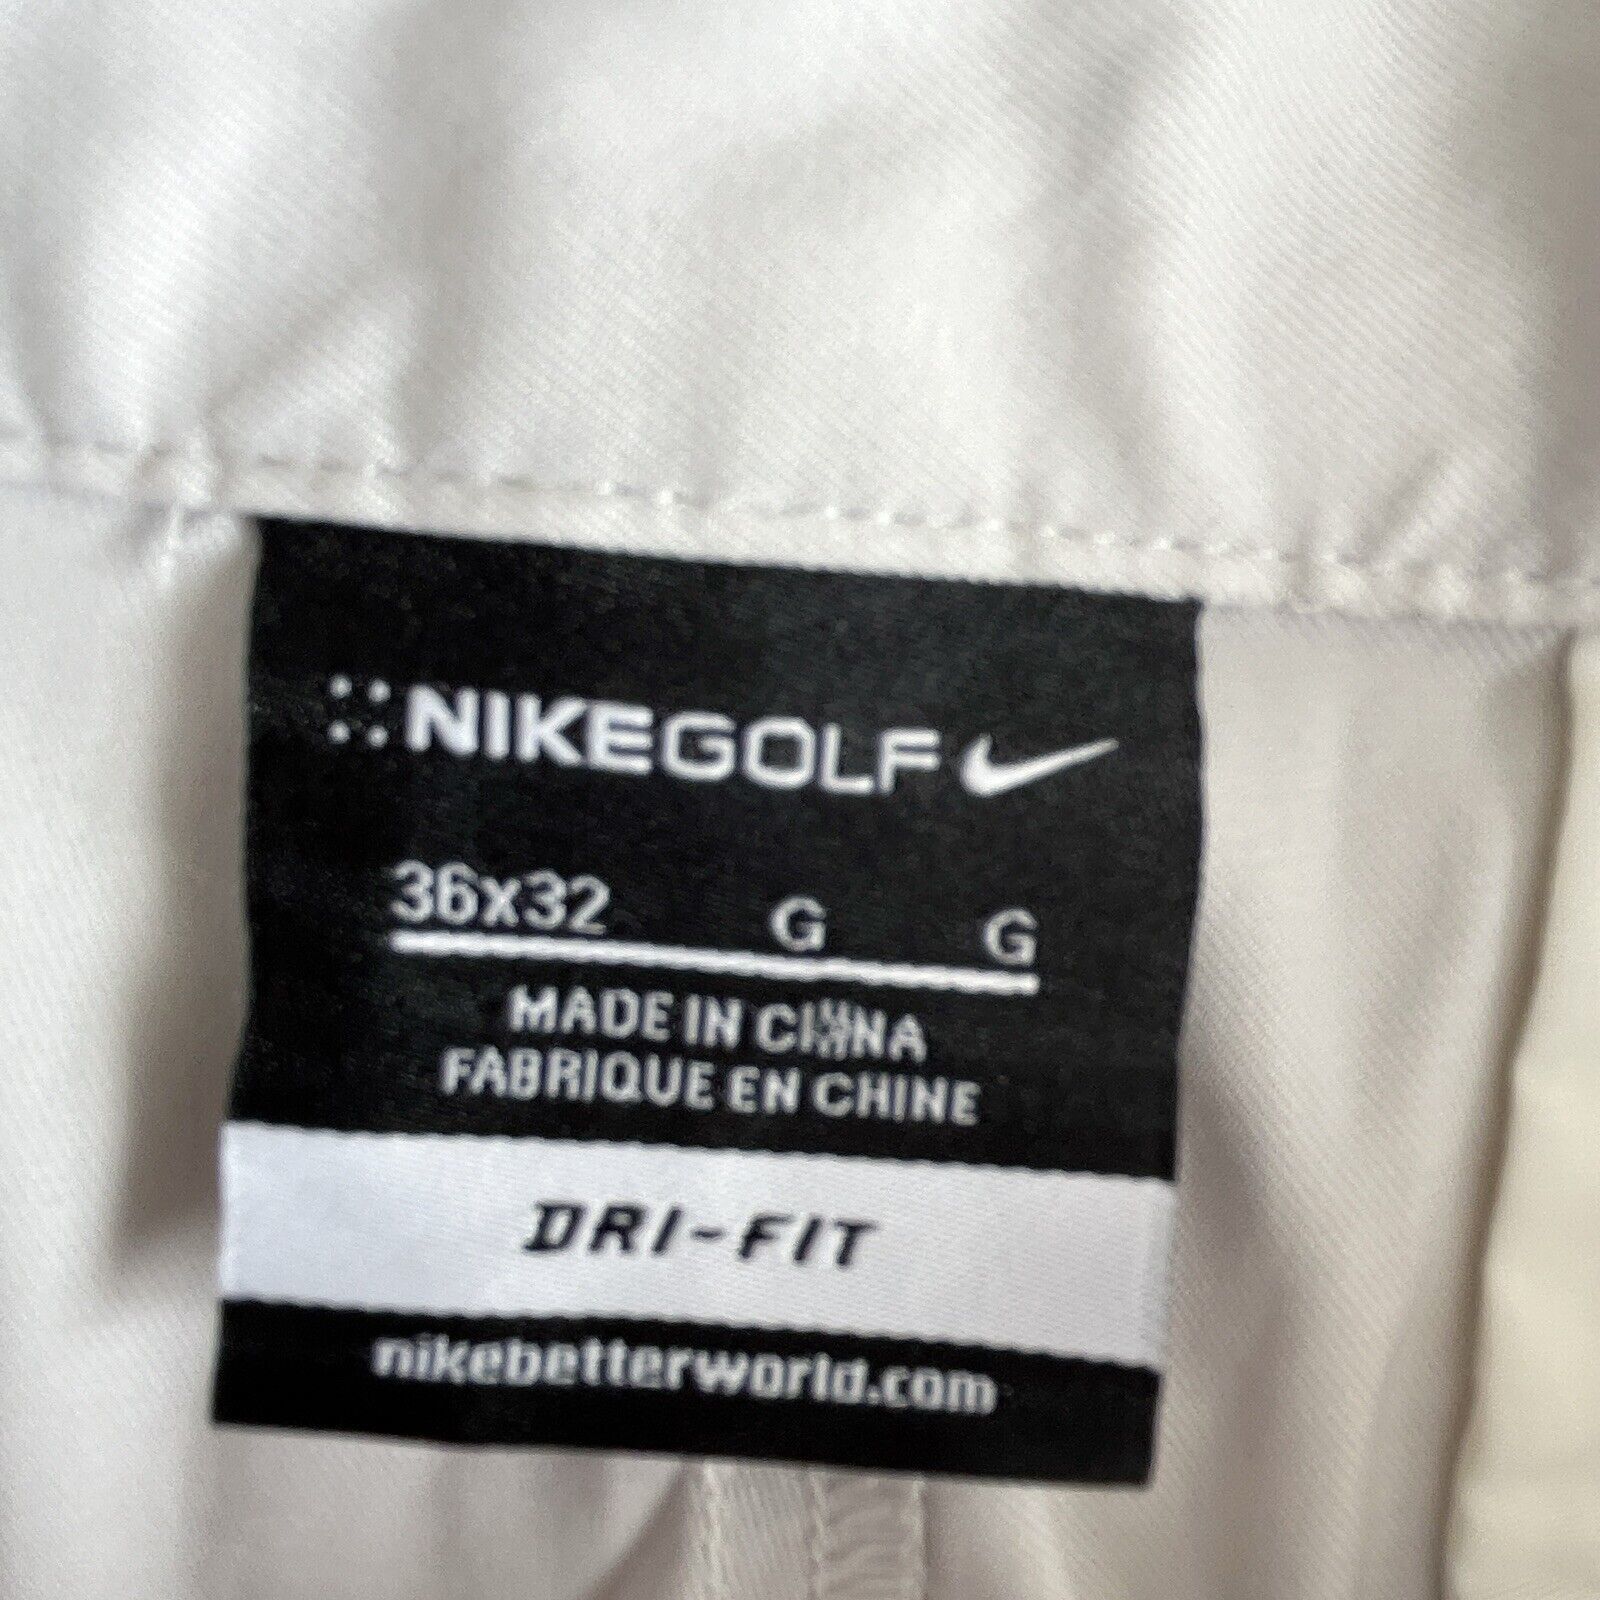 NIKEGOLF
36x32 G G
MADE IN CHINA
FABRIQUE EN CHINE
DRI-FIT
nikebetterworld.com